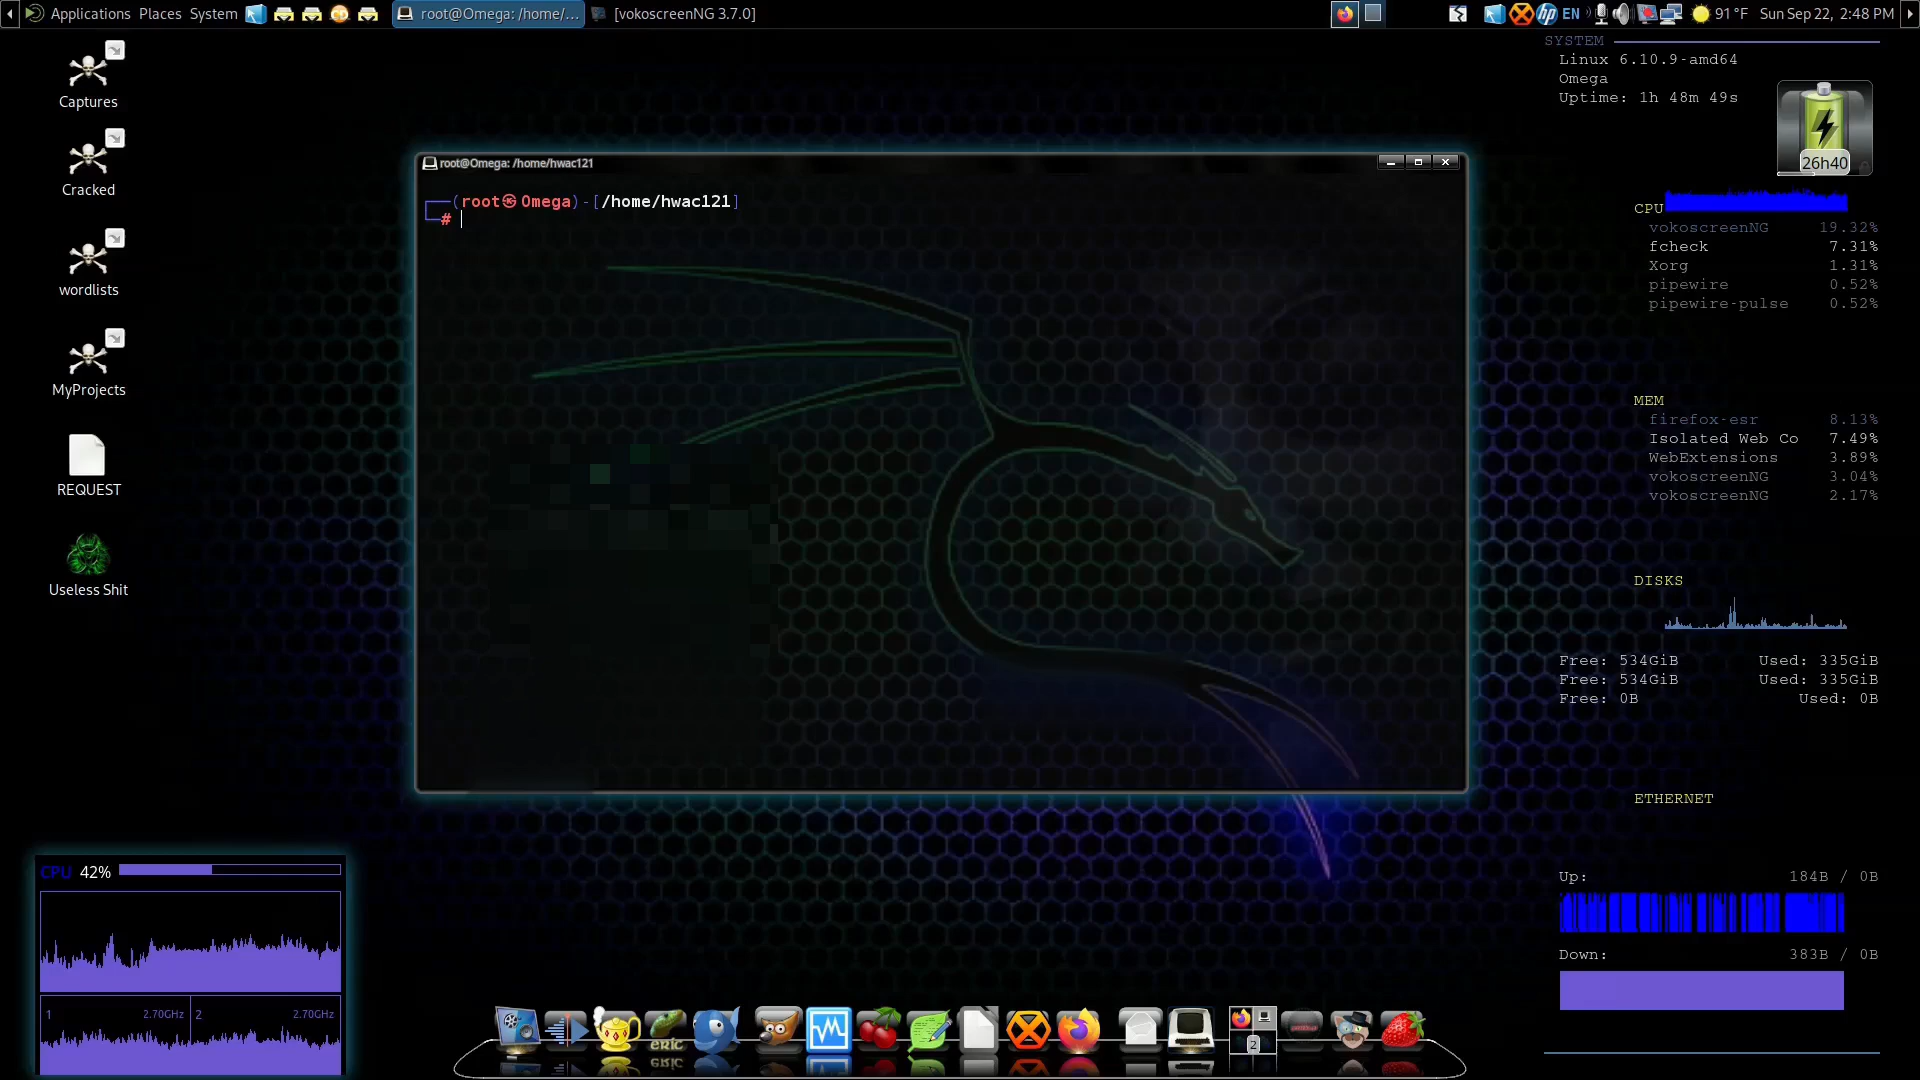 Applications Places System root@Omega: /home/... [vokoscreenNG 3.7.0] EN 91 °F Sun Sep 22, 2:48 PM
Captures
Cracked
wordlists
MyProjects
REQUEST
Useless Shit
root@Omega: /home/hwac121
(root㉿Omega)-[/home/hwac121]
#
SYSTEM
Linux 6.10.9-amd64
Omega
Uptime: 1h 48m 49s
26h40
CPU
vokoscreenNG 19.32%
fcheck 7.31%
Xorg 1.31%
pipewire 0.52%
pipewire-pulse 0.52%
MEM
firefox-esr 8.13%
Isolated Web Co 7.49%
WebExtensions 3.89%
vokoscreenNG 3.04%
vokoscreenNG 2.17%
DISKS
Free: 534GiB Used: 335GiB
Free: 534GiB Used: 335GiB
Free: 0B Used: 0B
ETHERNET
Up: 184B / 0B
Down: 383B / 0B
CPU 42%
1 2.70GHz 2 2.70GHz
eric
2